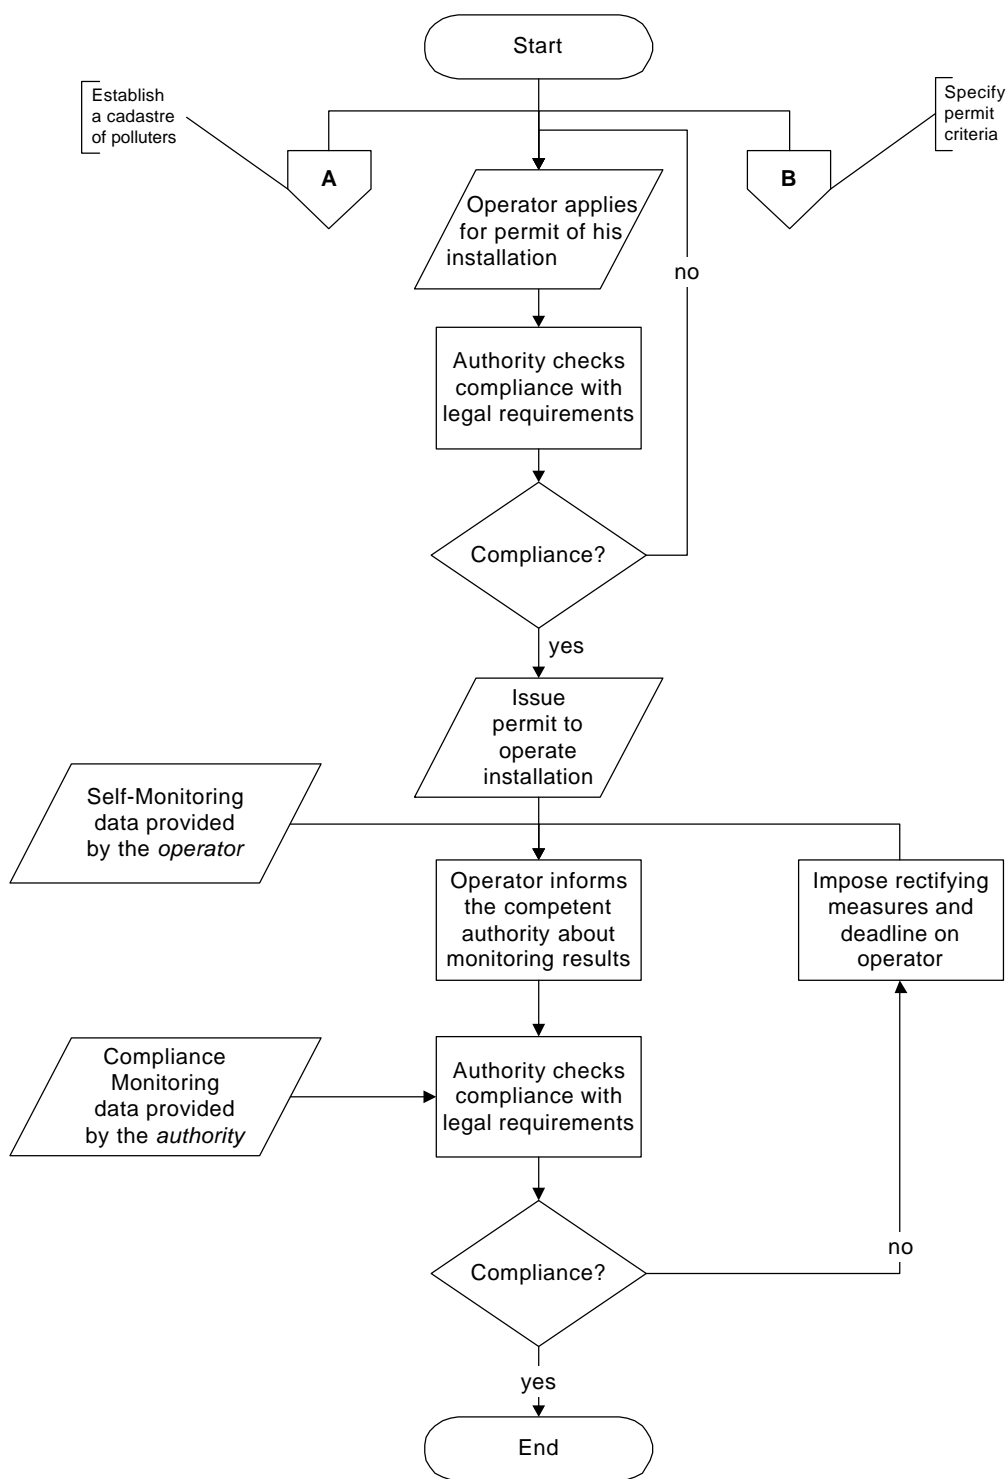 Start
Establish
a cadastre
of polluters
Specify
permit
criteria
A
B
Operator applies
for permit of his
installation
no
Authority checks
compliance with
legal requirements
Compliance?
yes
Issue
permit to
operate
installation
Self-Monitoring
data provided
by the operator
Operator informs
the competent
authority about
monitoring results
Impose rectifying
measures and
deadline on
operator
Compliance
Monitoring
data provided
by the authority
Authority checks
compliance with
legal requirements
no
Compliance?
yes
End